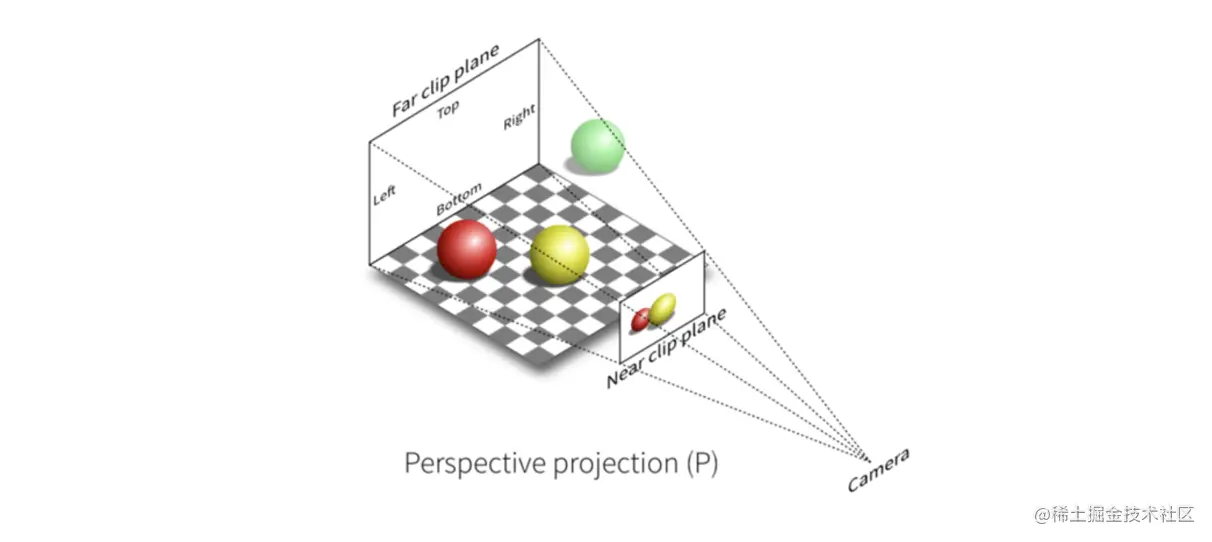 Far clip plane
Top
Right
Left
Bottom
Near clip plane
Perspective projection (P)
Camera
@稀土掘金技术社区